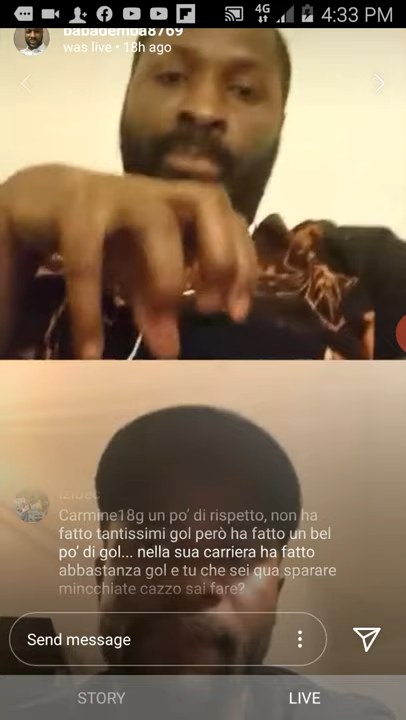 4G
4:33 PM
babademba8769
was live • 18h ago
izibec
Carmine18g un po' di rispetto, non ha
fatto tantissimi gol però ha fatto un bel
po' di gol... nella sua carriera ha fatto
abbastanza gol e tu che sei qua sparare
mincchiate cazzo sai fare?
Send message
STORY
LIVE